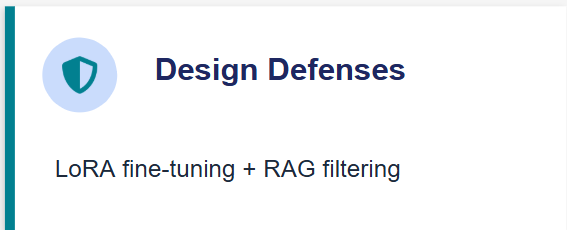 Design Defenses
LoRA fine-tuning + RAG filtering